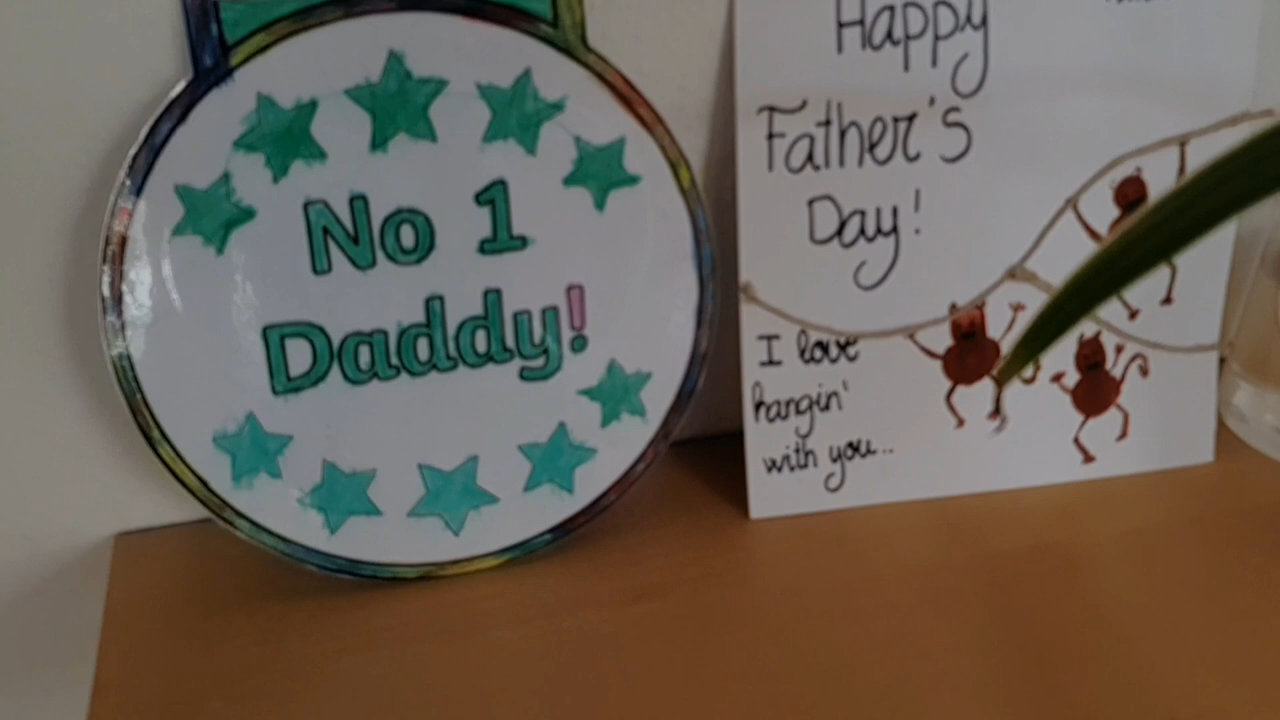 No 1
Daddy!
Happy
Father's
Day!
I love
hangin'
with you..